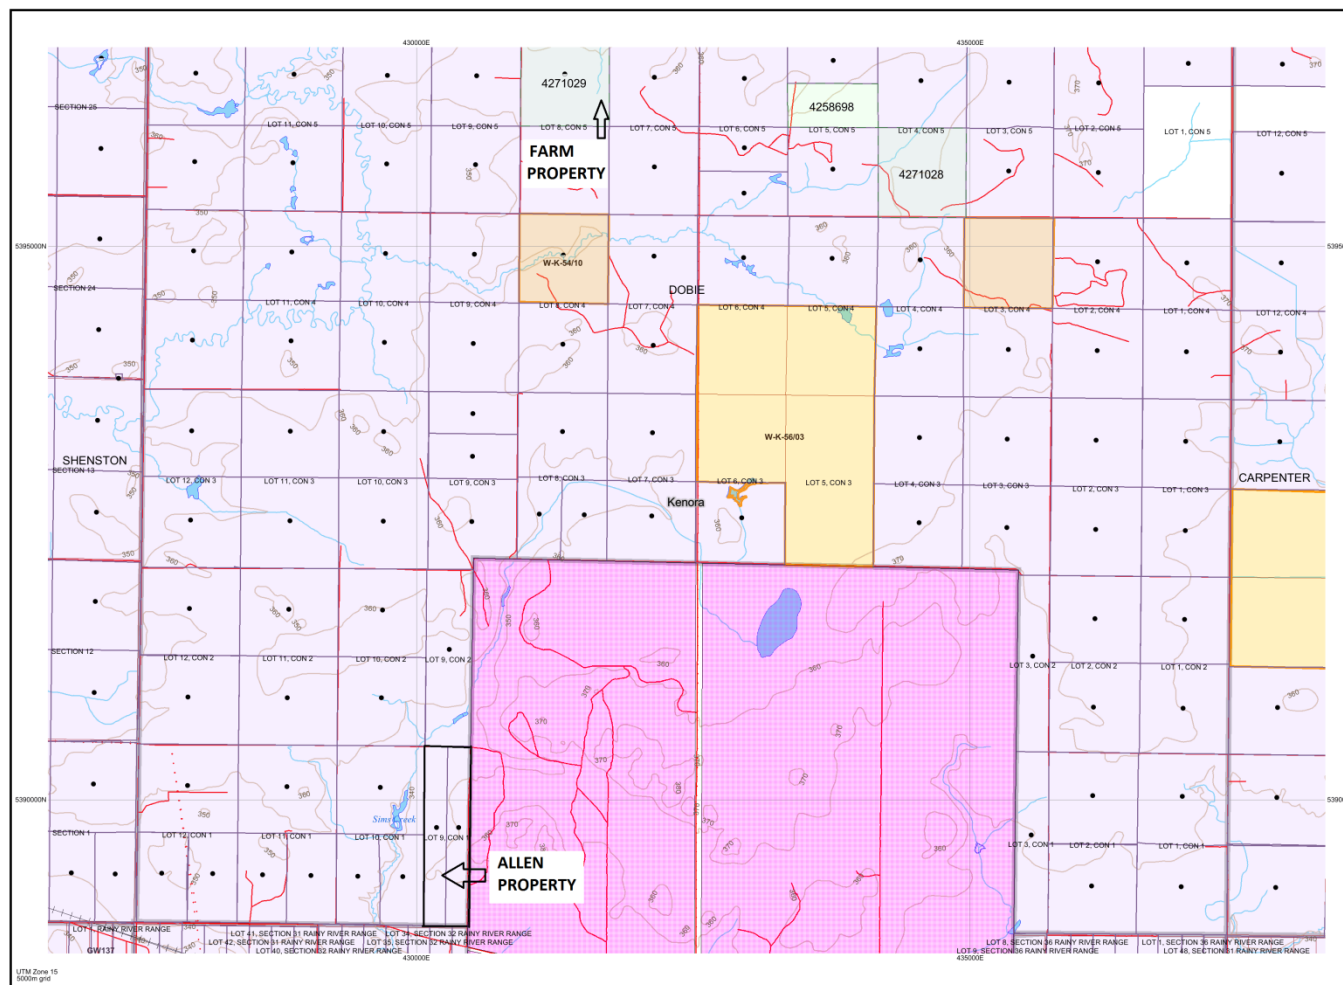 430000E
435000E
350
350
360
370
370
370
4271029
4258698
SECTION 25
LOT 11, CON 5
LOT 10, CON 5
LOT 9, CON 5
LOT 8, CON 5
LOT 7, CON 5
LOT 6, CON 5
LOT 5, CON 5
LOT 4, CON 5
LOT 3, CON 5
LOT 2, CON 5
LOT 1, CON 5
LOT 12, CON 5
FARM
PROPERTY
4271028
5395000N
W-K-54/10
DOBIE
SECTION 24
LOT 11, CON 4
LOT 10, CON 4
LOT 9, CON 4
LOT 8, CON 4
LOT 7, CON 4
LOT 6, CON 4
LOT 5, CON 4
LOT 4, CON 4
LOT 3, CON 4
LOT 2, CON 4
LOT 1, CON 4
LOT 12, CON 4
W-K-56/03
SHENSTON
SECTION 13
LOT 12, CON 3
LOT 11, CON 3
LOT 10, CON 3
LOT 9, CON 3
LOT 8, CON 3
LOT 7, CON 3
LOT 6, CON 3
LOT 5, CON 3
LOT 4, CON 3
LOT 3, CON 3
LOT 2, CON 3
LOT 1, CON 3
CARPENTER
Kenora
379
SECTION 12
LOT 12, CON 2
LOT 11, CON 2
LOT 10, CON 2
LOT 9, CON 2
LOT 3, CON 2
LOT 2, CON 2
LOT 1, CON 2
5390000N
Sims Creek
SECTION 1
LOT 12, CON 1
LOT 11, CON 1
LOT 10, CON 1
LOT 9, CON 1
LOT 3, CON 1
LOT 2, CON 1
LOT 1, CON 1
ALLEN
PROPERTY
LOT 41, SECTION 31 RAINY RIVER RANGE
LOT 34, SECTION 32 RAINY RIVER RANGE
LOT 42, SECTION 31 RAINY RIVER RANGE
LOT 35, SECTION 32 RAINY RIVER RANGE
LOT 40, SECTION 32 RAINY RIVER RANGE
LOT 8, SECTION 36 RAINY RIVER RANGE
LOT 1, SECTION 36 RAINY RIVER RANGE
LOT 9, SECTION 36 RAINY RIVER RANGE
LOT 48, SECTION 31 RAINY RIVER RANGE
GW137
430000E
435000E
UTM Zone 15
5000m grid